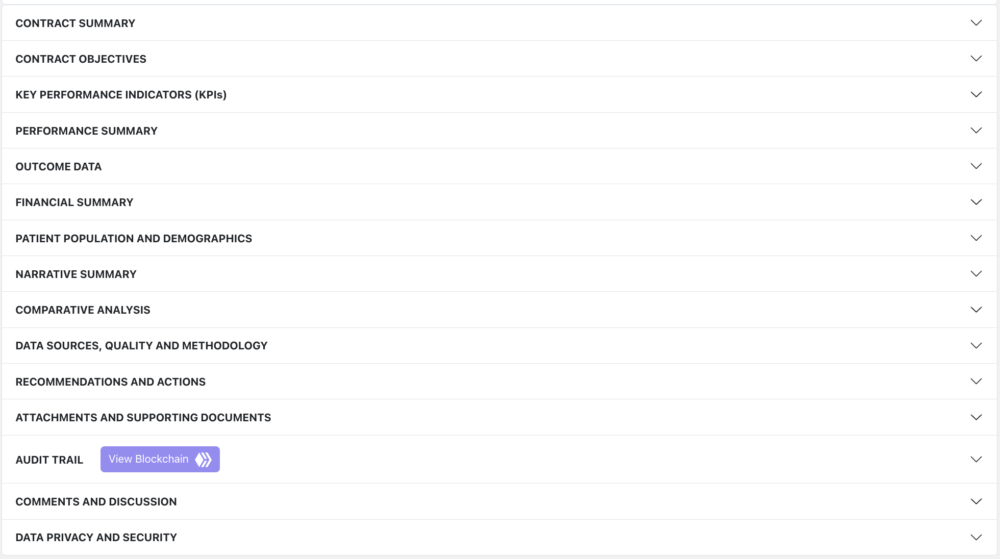 CONTRACT SUMMARY
CONTRACT OBJECTIVES
KEY PERFORMANCE INDICATORS (KPIs)
PERFORMANCE SUMMARY
OUTCOME DATA
FINANCIAL SUMMARY
PATIENT POPULATION AND DEMOGRAPHICS
NARRATIVE SUMMARY
COMPARATIVE ANALYSIS
DATA SOURCES, QUALITY AND METHODOLOGY
RECOMMENDATIONS AND ACTIONS
ATTACHMENTS AND SUPPORTING DOCUMENTS
AUDIT TRAIL View Blockchain
COMMENTS AND DISCUSSION
DATA PRIVACY AND SECURITY